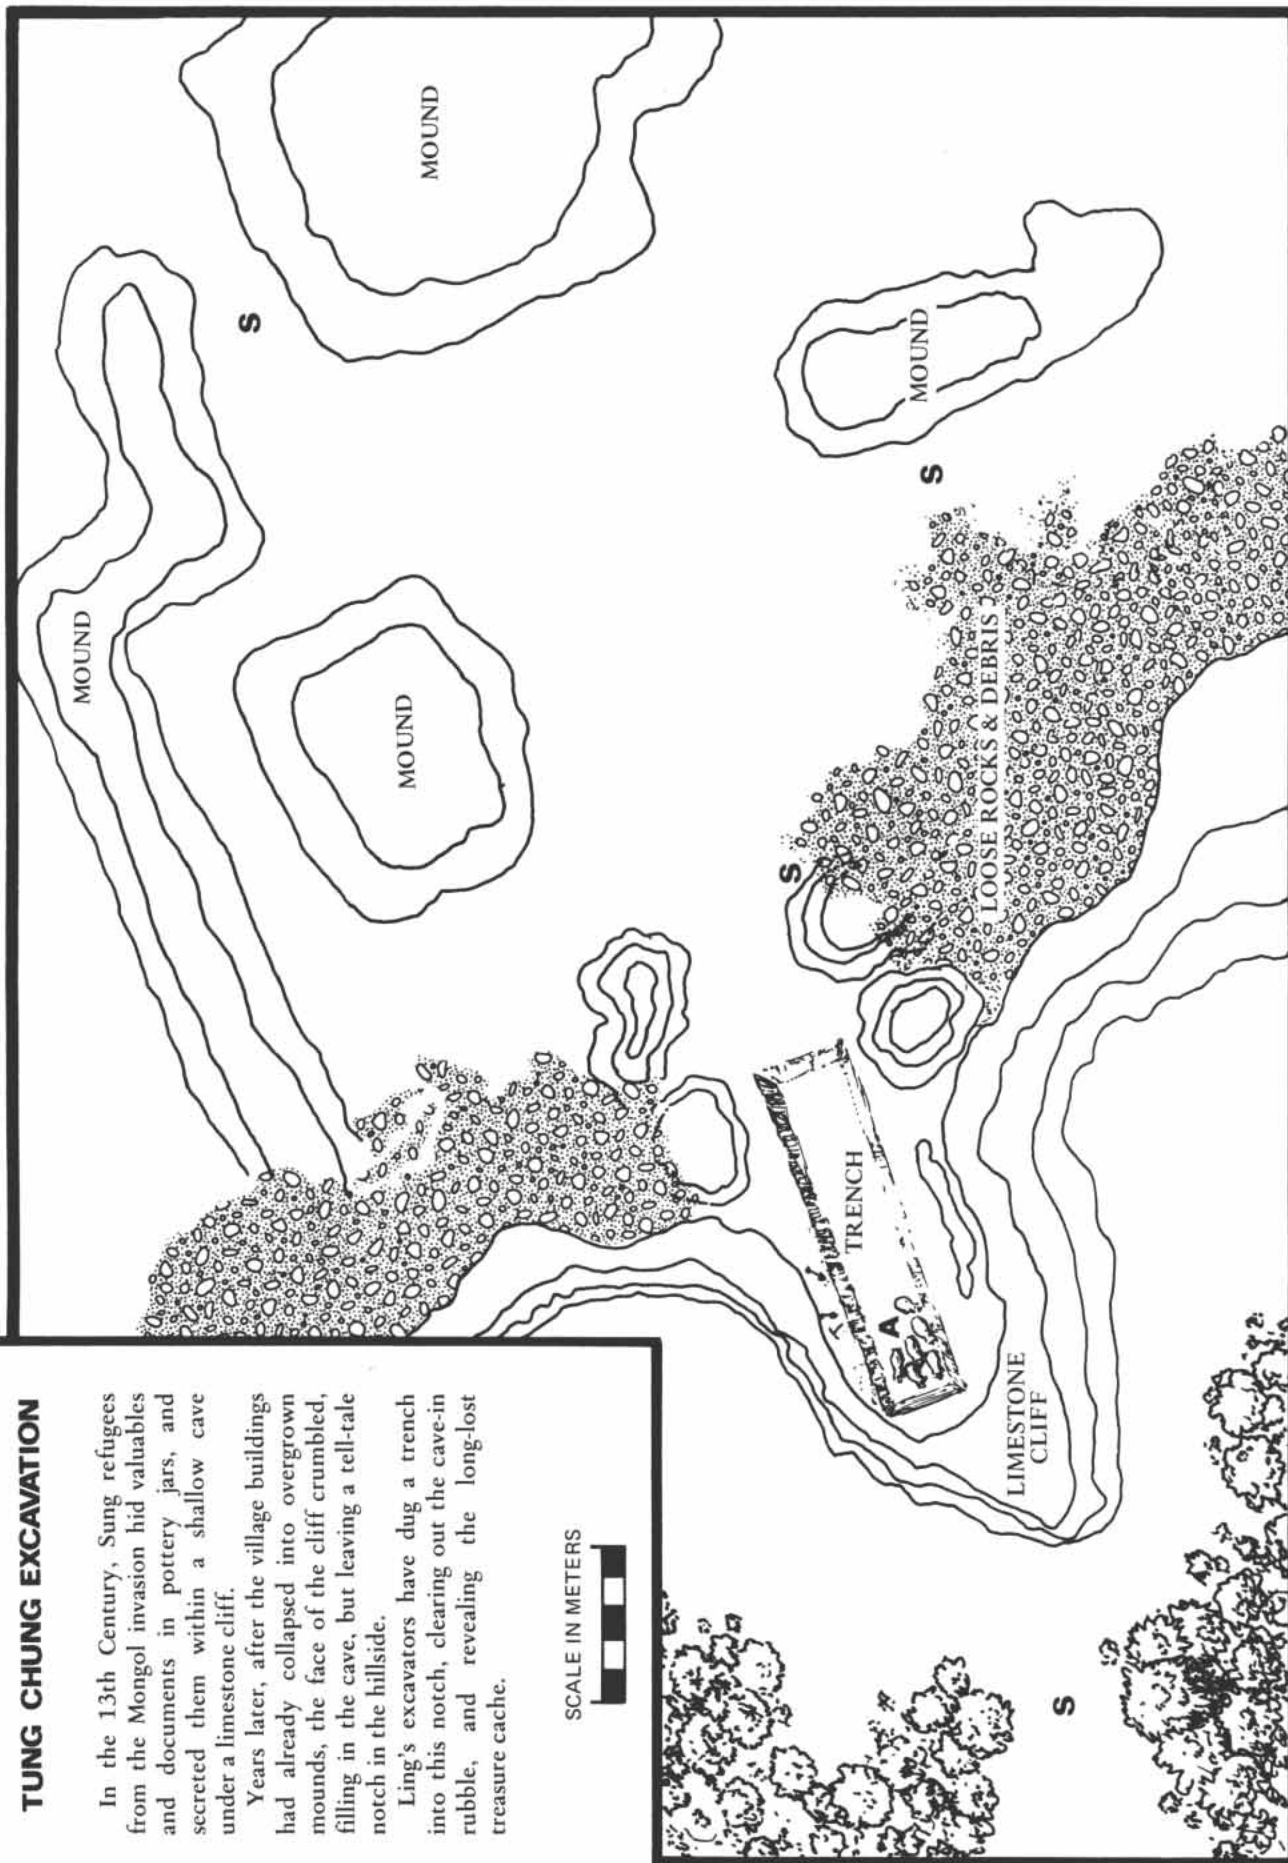 TUNG CHUNG EXCAVATION
In the 13th Century, Sung refugees
from the Mongol invasion hid valuables
and documents in pottery jars, and
secreted them within a shallow cave
under a limestone cliff.
Years later, after the village buildings
had already collapsed into overgrown
mounds, the face of the cliff crumbled,
filling in the cave, but leaving a tell-tale
notch in the hillside.
Ling's excavators have dug a trench
into this notch, clearing out the cave-in
rubble, and revealing the long-lost
treasure cache.
SCALE IN METERS
MOUND
MOUND
S
MOUND
MOUND
S
MOUND
S
LOOSE ROCKS & DEBRIS
TRENCH
A
LIMESTONE
CLIFF
S